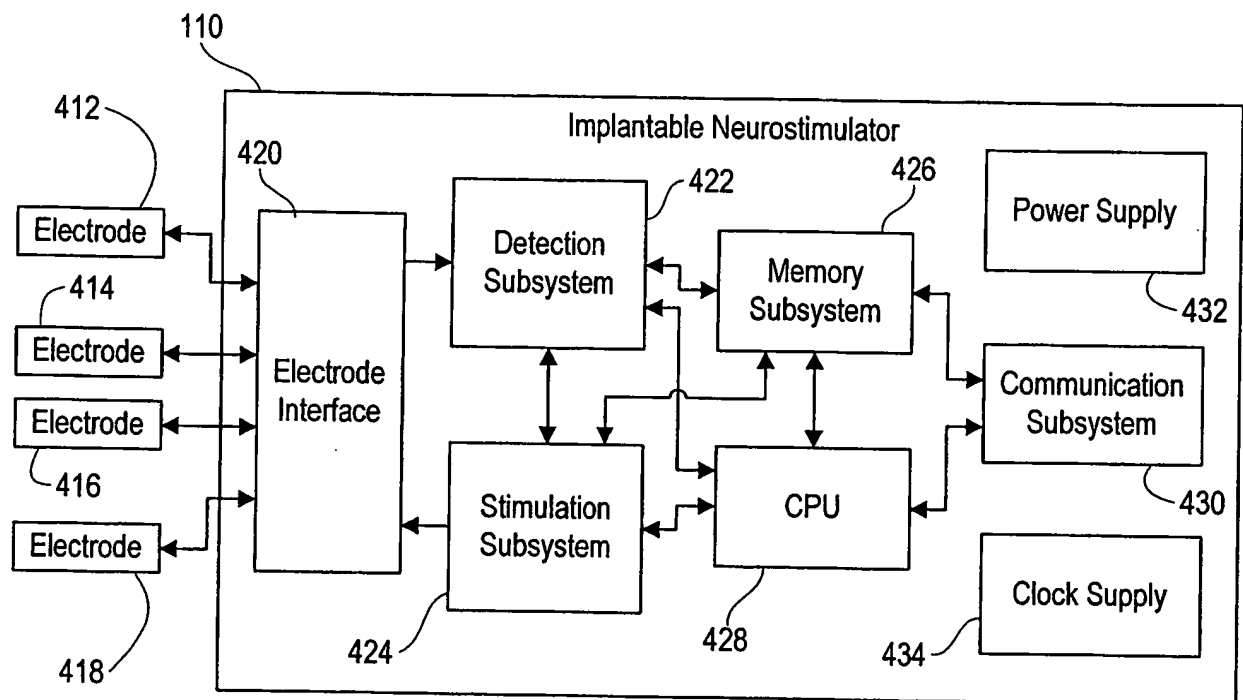 110
412
Implantable Neurostimulator
420
422
426
Electrode
Detection
Subsystem
Memory
Subsystem
Power Supply
432
414
Electrode
Electrode
Interface
Communication
Subsystem
430
Electrode
416
Stimulation
Subsystem
CPU
Electrode
418
424
428
Clock Supply
434